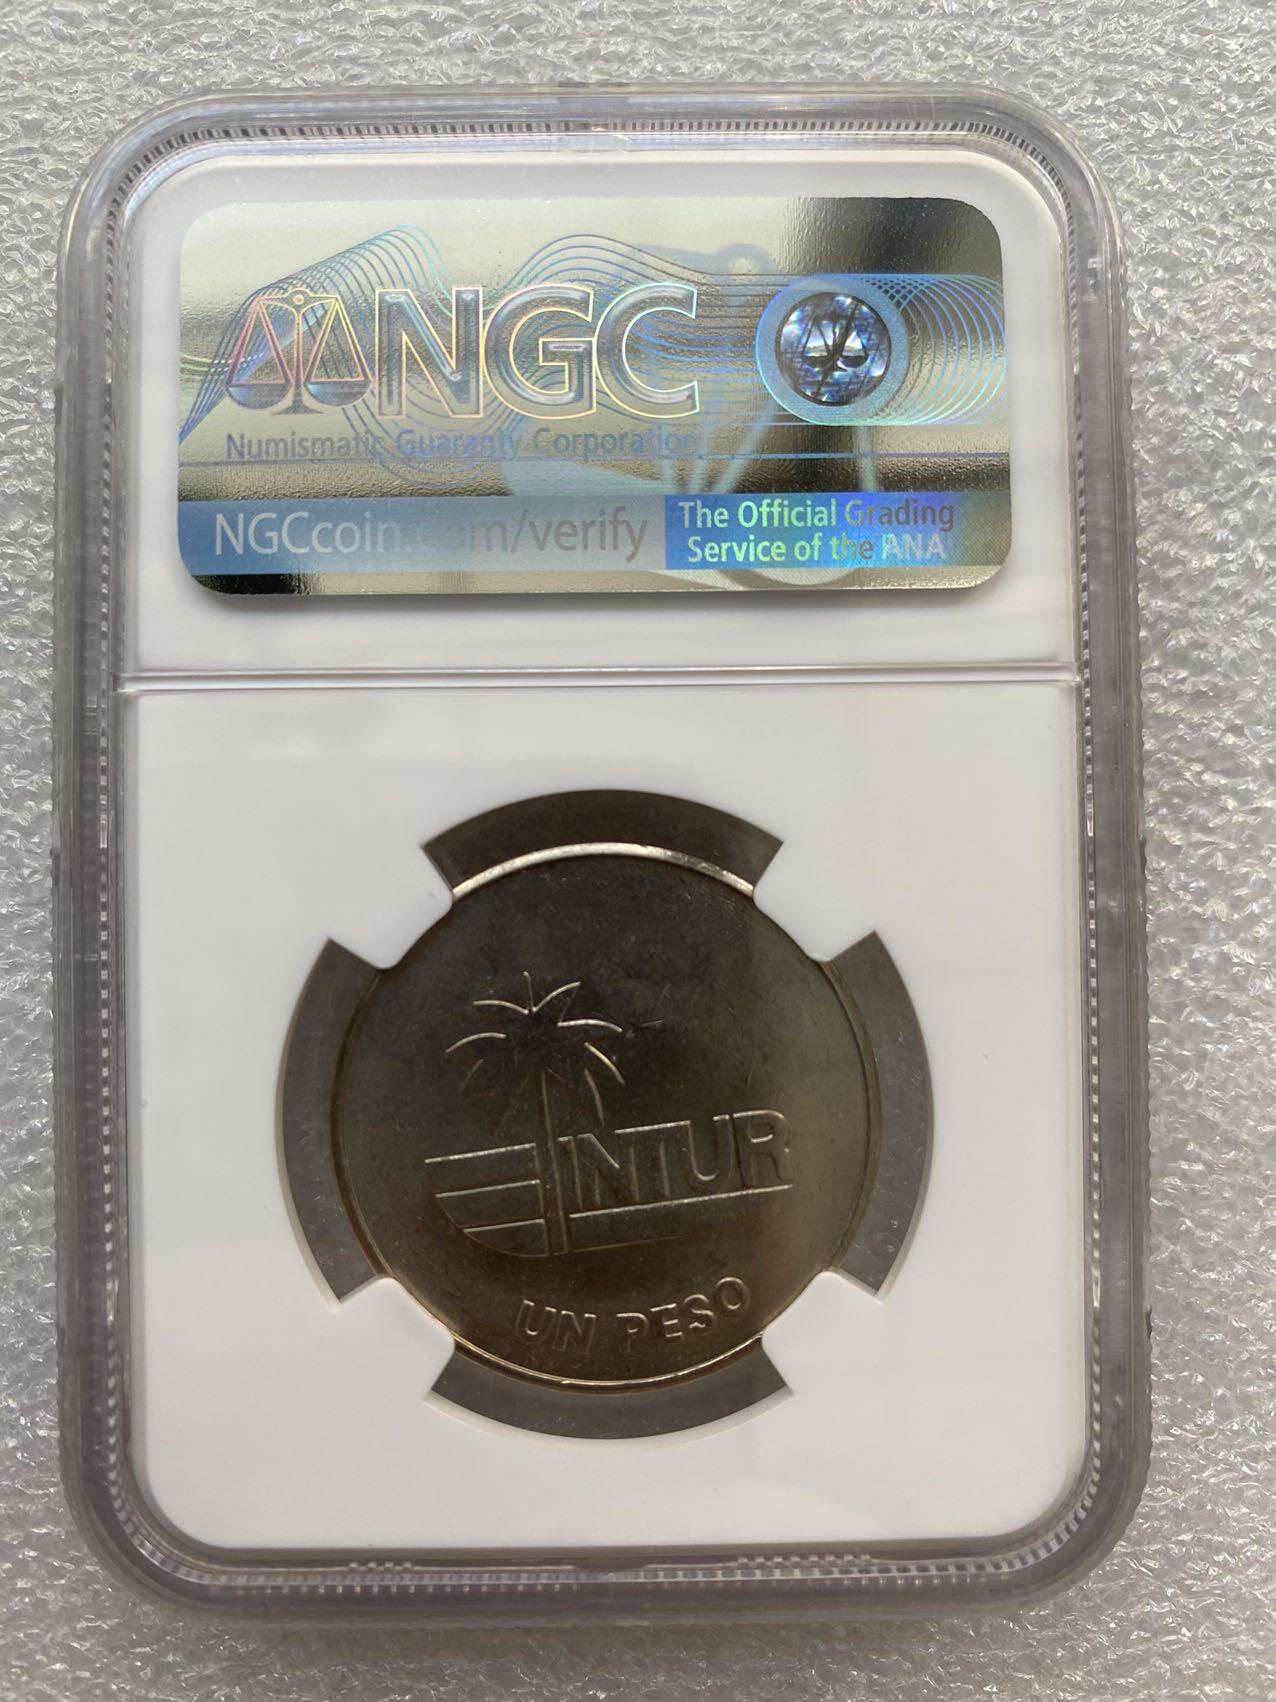 NGC
Numismatic Guaranty Corporation
NGCcoin.com/verify
The Official Grading
Service of the ANA
INTUR
UN PESO